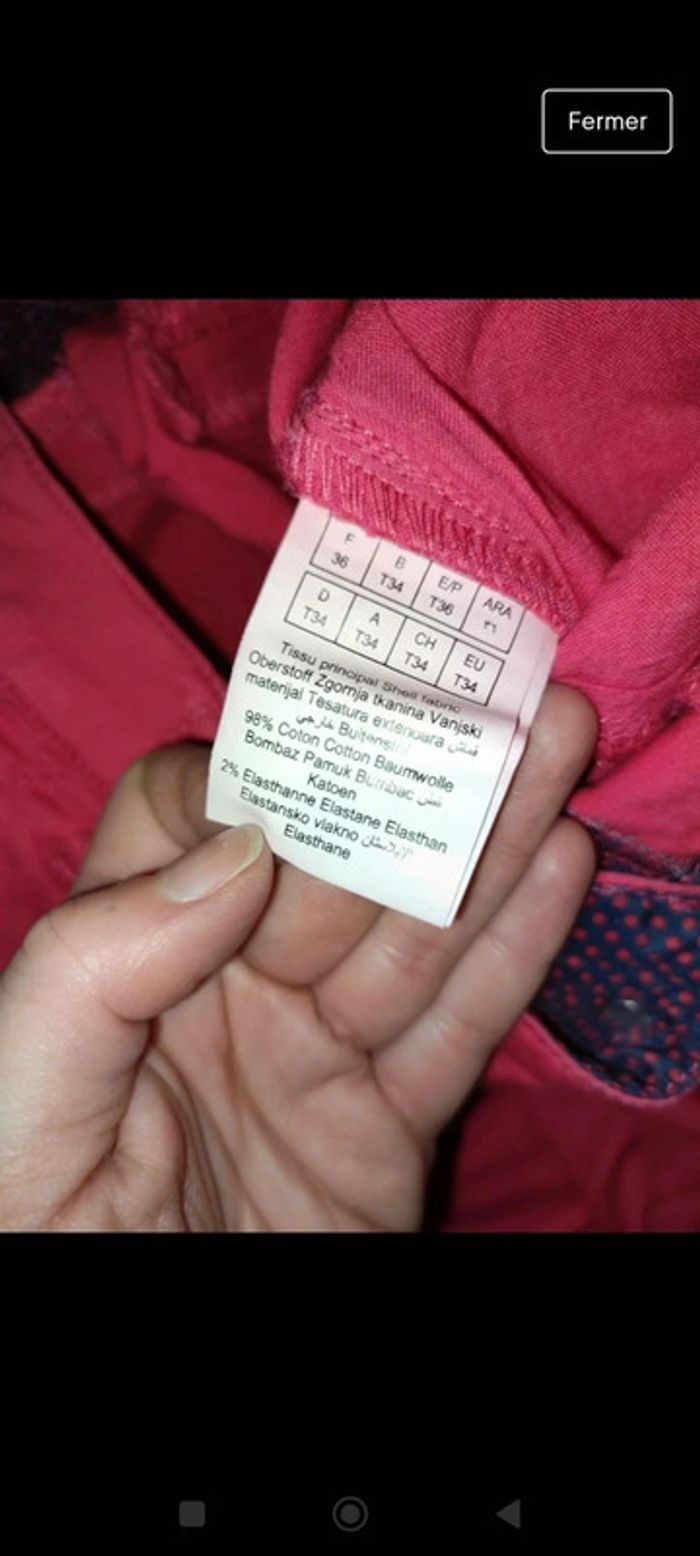 Fermer
F B E/P ARA
36 T34 T36 ٣٦
D A CH EU
T34 T34 T34 T34
Tissu principal Shell fabric
Oberstoff Zgornja tkanina Vanjski
materijal Tesatura exterioara قماش
خارجي Buitenstof
98% Coton Cotton Baumwolle
Bombaz Pamuk Bumbac قطن
Katoen
2% Elasthanne Elastane Elasthan
Elastansko vlakno
Elasthane